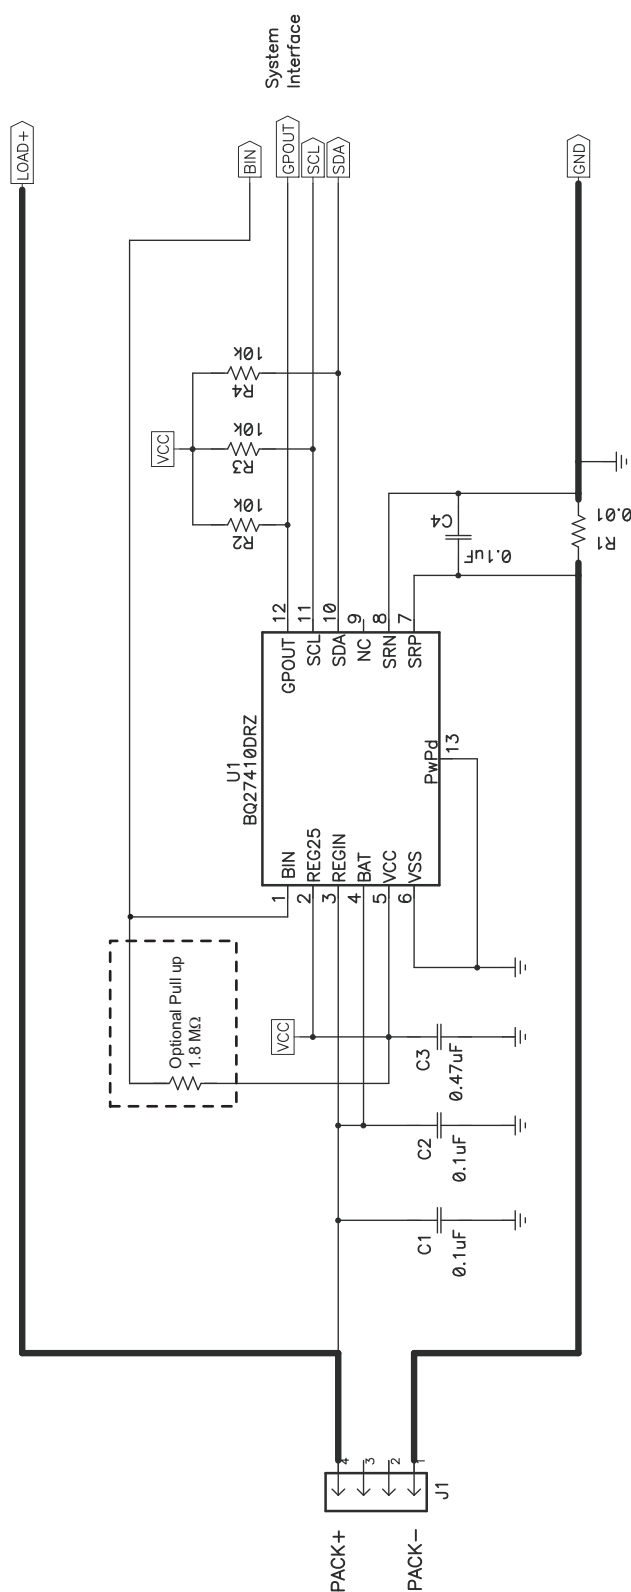 System
Interface
LOAD+
BIN
GPOUT
SCL
SDA
GND
VCC
10k
R4
10k
R3
10k
R2
C4
0.1uF
0.01
R1
12
11
10
9
8
7
GPOUT
SCL
SDA
NC
SRN
SRP
U1
BQ27410DRZ
PwPd
13
BIN
REG25
REGIN
BAT
VCC
VSS
1
2
3
4
5
6
Optional Pull up
1.8 MΩ
VCC
C3
0.47uF
C2
0.1uF
C1
0.1uF
4
3
2
1
J1
PACK+
PACK-